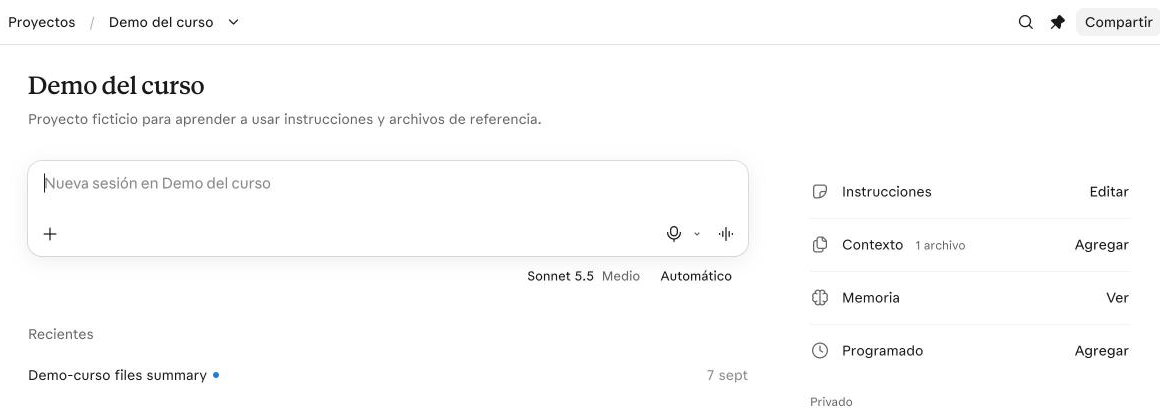 Proyectos / Demo del curso
Compartir
Demo del curso
Proyecto ficticio para aprender a usar instrucciones y archivos de referencia.
Nueva sesión en Demo del curso
Sonnet 5.5 Medio Automático
Recientes
Demo-curso files summary 7 sept
Instrucciones Editar
Contexto 1 archivo Agregar
Memoria Ver
Programado Agregar
Privado